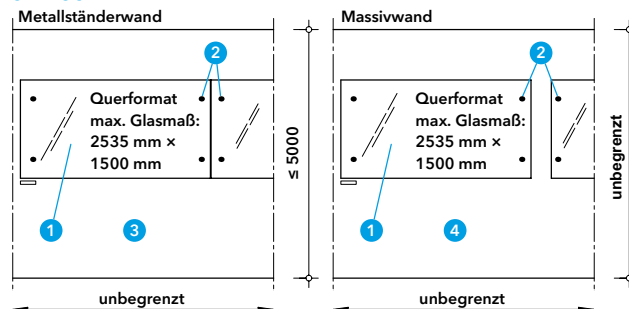 Metallständerwand
2
Querformat
max. Glasmaß:
2535 mm ×
1500 mm
≤ 5000
1
3
unbegrenzt
Massivwand
2
Querformat
max. Glasmaß:
2535 mm ×
1500 mm
unbegrenzt
1
4
unbegrenzt